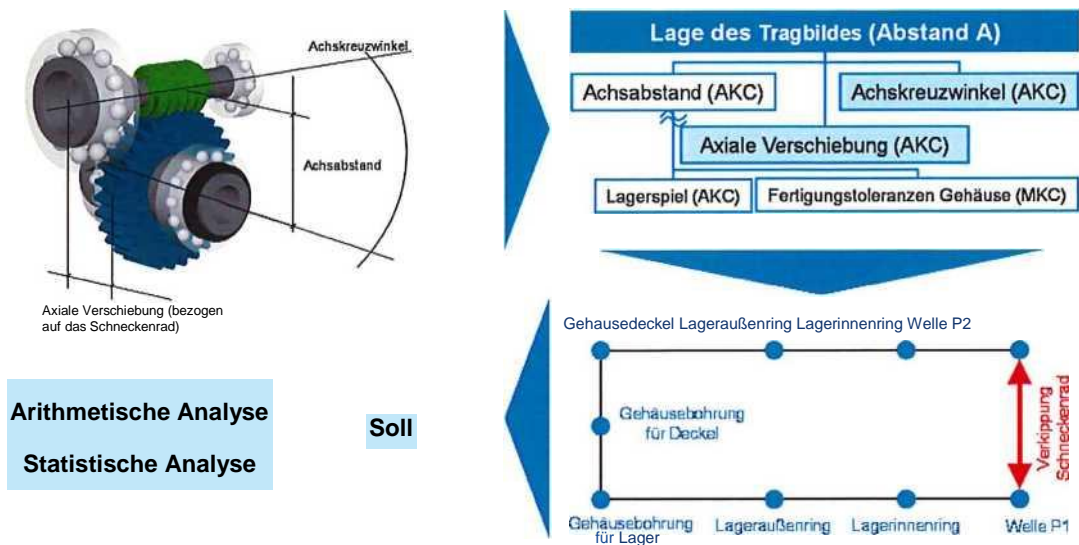 Achskreuzwinkel
Achsabstand
Axiale Verschiebung (bezogen
auf das Schneckenrad)
Lage des Tragbildes (Abstand A)
Achsabstand (AKC)
Achskreuzwinkel (AKC)
Axiale Verschiebung (AKC)
Lagerspiel (AKC)
Fertigungstoleranzen Gehäuse (MKC)
Arithmetische Analyse
Statistische Analyse
Soll
Gehausedeckel Lageraußenring Lagerinnenring Welle P2
Gehäusebohrung
für Deckel
Verkippung
Schneckenrad
Gehäusebohrung
für Lager
Lageraußenring
Lagerinnenring
Welle P1